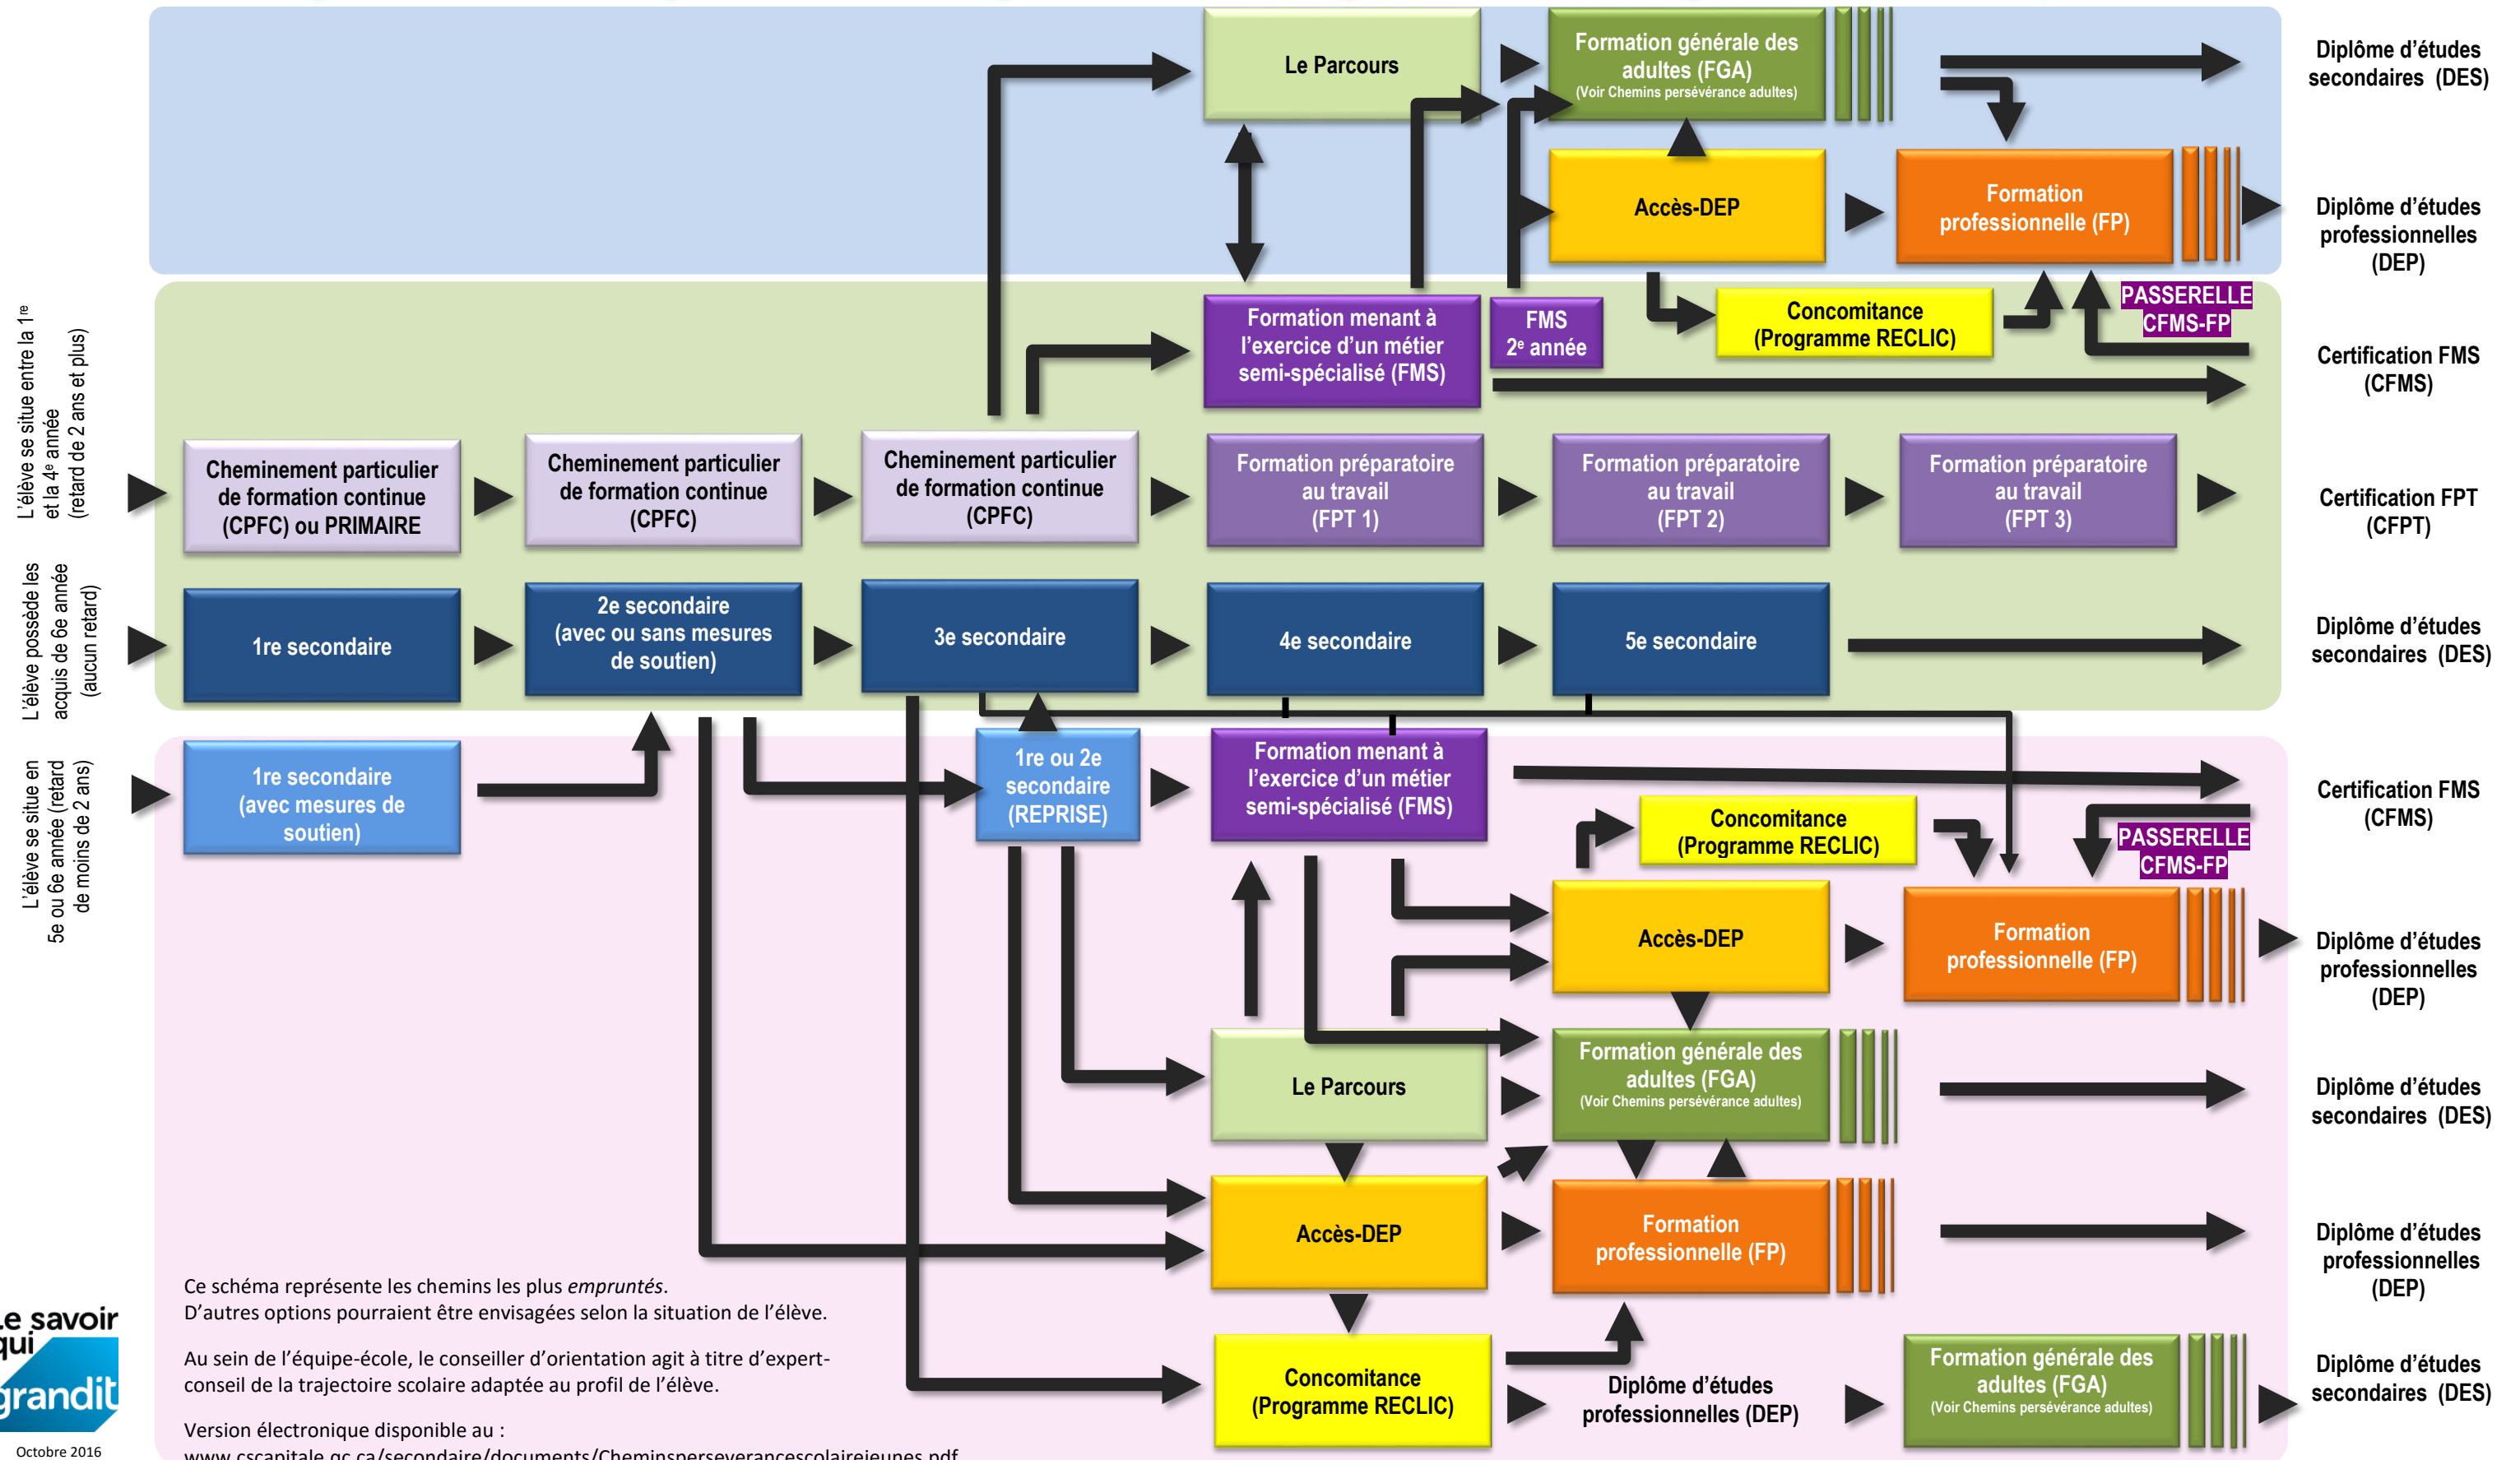 Le Parcours
Formation générale des
adultes (FGA)
(Voir Chemins persévérance adultes)
Diplôme d'études
secondaires (DES)
Accès-DEP
Formation
professionnelle (FP)
Diplôme d'études
professionnelles
(DEP)
L'élève se situe entre la 1re
et la 4e année
(retard de 2 ans et plus)
Formation menant à
l'exercice d'un métier
semi-spécialisé (FMS)
FMS
2e année
Concomitance
(Programme RECLIC)
PASSERELLE
CFMS-FP
Certification FMS
(CFMS)
Cheminement particulier
de formation continue
(CPFC) ou PRIMAIRE
Cheminement particulier
de formation continue
(CPFC)
Cheminement particulier
de formation continue
(CPFC)
Formation préparatoire
au travail
(FPT 1)
Formation préparatoire
au travail
(FPT 2)
Formation préparatoire
au travail
(FPT 3)
Certification FPT
(CFPT)
L'élève possède les
acquis de 6e année
(aucun retard)
1re secondaire
2e secondaire
(avec ou sans mesures
de soutien)
3e secondaire
4e secondaire
5e secondaire
Diplôme d'études
secondaires (DES)
L'élève se situe en
5e ou 6e année (retard
de moins de 2 ans)
1re secondaire
(avec mesures de
soutien)
1re ou 2e
secondaire
(REPRISE)
Formation menant à
l'exercice d'un métier
semi-spécialisé (FMS)
Concomitance
(Programme RECLIC)
PASSERELLE
CFMS-FP
Certification FMS
(CFMS)
Accès-DEP
Formation
professionnelle (FP)
Diplôme d'études
professionnelles
(DEP)
Le Parcours
Formation générale des
adultes (FGA)
(Voir Chemins persévérance adultes)
Diplôme d'études
secondaires (DES)
Accès-DEP
Formation
professionnelle (FP)
Diplôme d'études
professionnelles
(DEP)
Concomitance
(Programme RECLIC)
Diplôme d'études
professionnelles (DEP)
Formation générale des
adultes (FGA)
(Voir Chemins persévérance adultes)
Diplôme d'études
secondaires (DES)
Ce schéma représente les chemins les plus empruntés.
D'autres options pourraient être envisagées selon la situation de l'élève.
Au sein de l'équipe-école, le conseiller d'orientation agit à titre d'expert-
conseil de la trajectoire scolaire adaptée au profil de l'élève.
Version électronique disponible au :
www.cscapitale.qc.ca/secondaire/documents/Cheminsperseverancescolairejeunes.pdf
Le savoir
qui
grandit
Octobre 2016